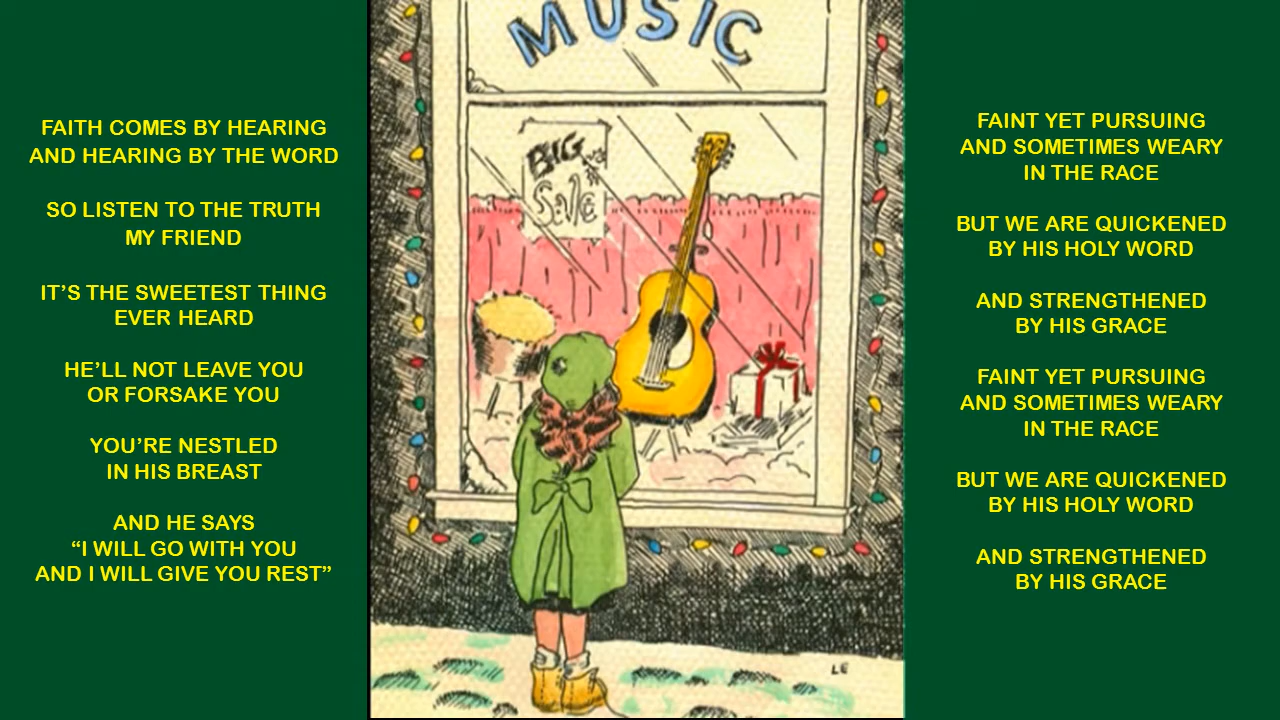 FAITH COMES BY HEARING
AND HEARING BY THE WORD
SO LISTEN TO THE TRUTH
MY FRIEND
IT’S THE SWEETEST THING
EVER HEARD
HE’LL NOT LEAVE YOU
OR FORSAKE YOU
YOU’RE NESTLED
IN HIS BREAST
AND HE SAYS
“I WILL GO WITH YOU
AND I WILL GIVE YOU REST”
MUSIC
BIG
Sale
LE
FAINT YET PURSUING
AND SOMETIMES WEARY
IN THE RACE
BUT WE ARE QUICKENED
BY HIS HOLY WORD
AND STRENGTHENED
BY HIS GRACE
FAINT YET PURSUING
AND SOMETIMES WEARY
IN THE RACE
BUT WE ARE QUICKENED
BY HIS HOLY WORD
AND STRENGTHENED
BY HIS GRACE